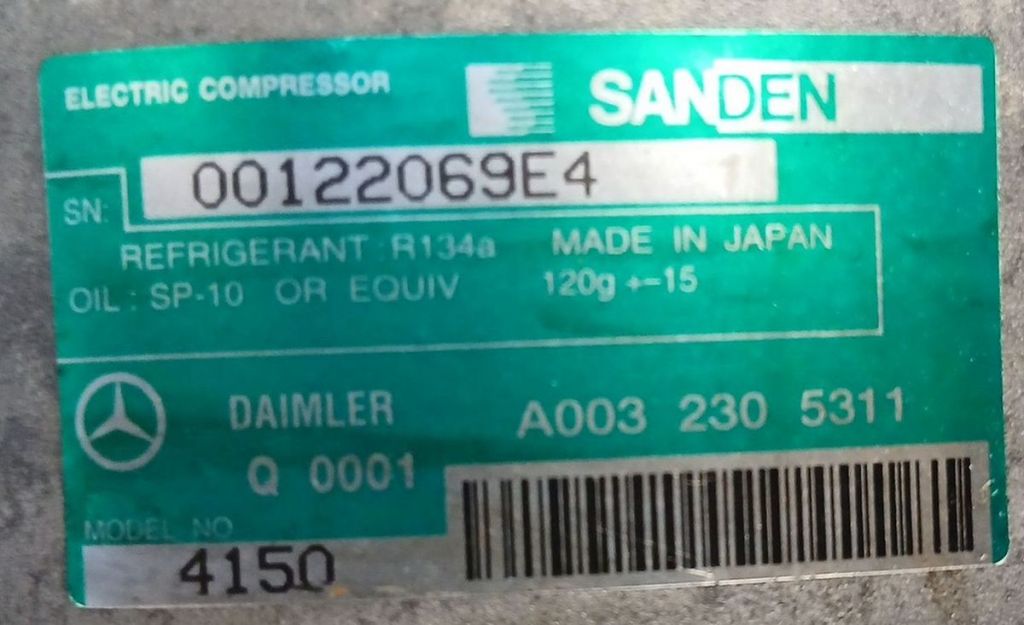 ELECTRIC COMPRESSOR
SANDEN
SN: 00122069E4 1
REFRIGERANT : R134a MADE IN JAPAN
OIL : SP-10 OR EQUIV 120g +-15
DAIMLER A003 230 5311
Q 0001
MODEL NO
4150